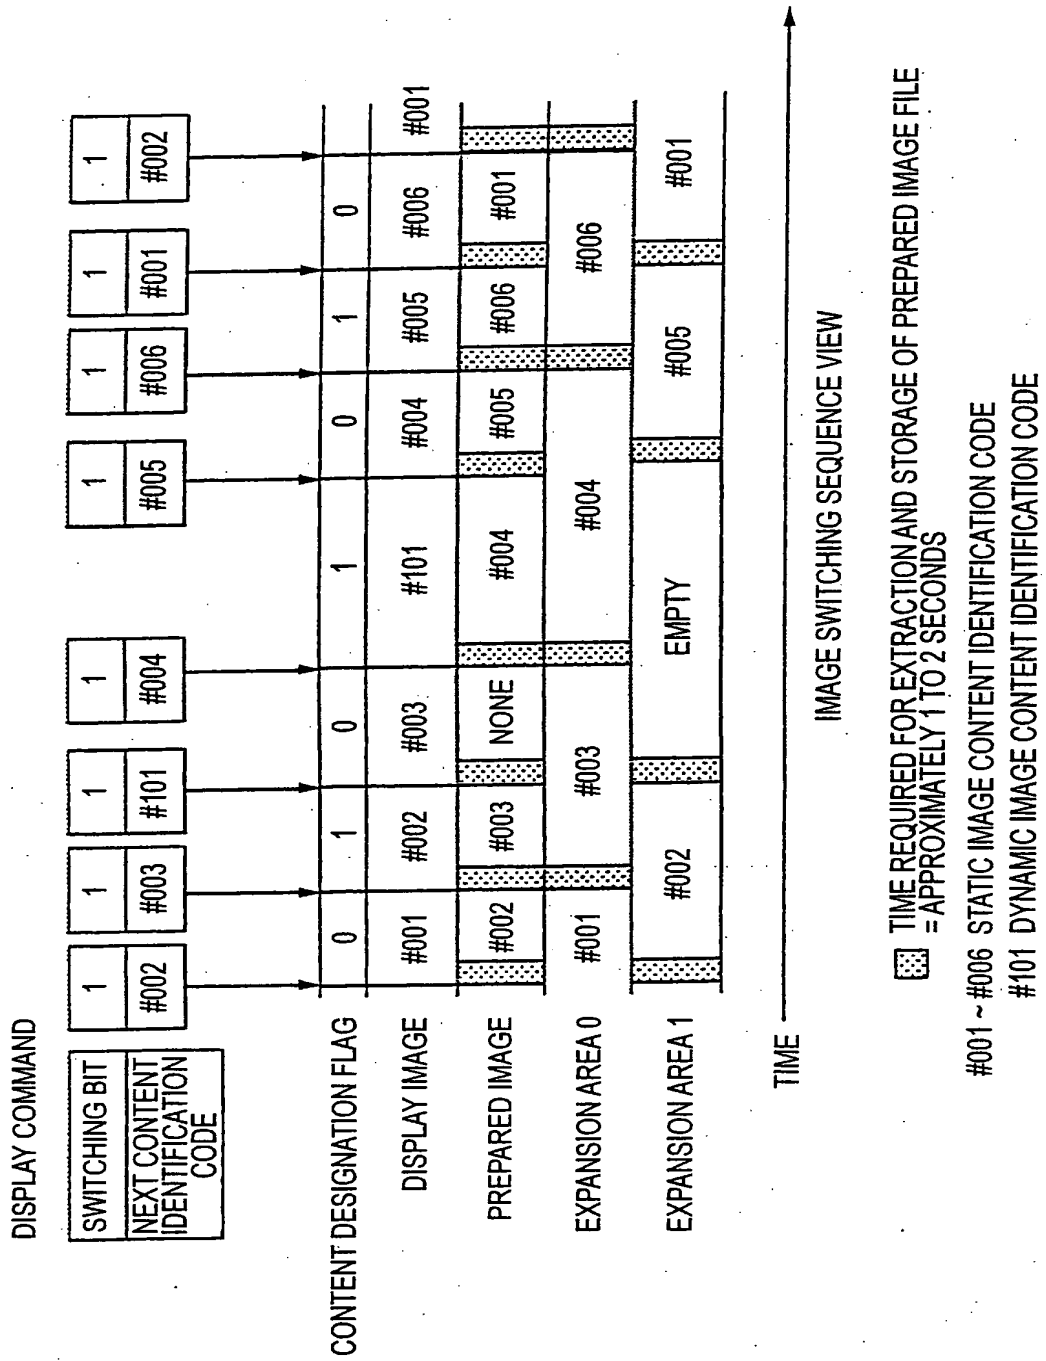 DISPLAY COMMAND
SWITCHING BIT
NEXT CONTENT
IDENTIFICATION
CODE
1 1 1 1 1 1 1 1
#002 #003 #101 #004 #005 #006 #001 #002
CONTENT DESIGNATION FLAG 0 1 0 1 0 1 0
DISPLAY IMAGE #001 #002 #003 #101 #004 #005 #006 #001
PREPARED IMAGE #002 #003 NONE #004 #005 #006 #001
EXPANSION AREA 0 #001 #003 #004 #006
EXPANSION AREA 1 #002 EMPTY #005 #001
TIME
IMAGE SWITCHING SEQUENCE VIEW
TIME REQUIRED FOR EXTRACTION AND STORAGE OF PREPARED IMAGE FILE
= APPROXIMATELY 1 TO 2 SECONDS
#001 ~ #006 STATIC IMAGE CONTENT IDENTIFICATION CODE
#101 DYNAMIC IMAGE CONTENT IDENTIFICATION CODE